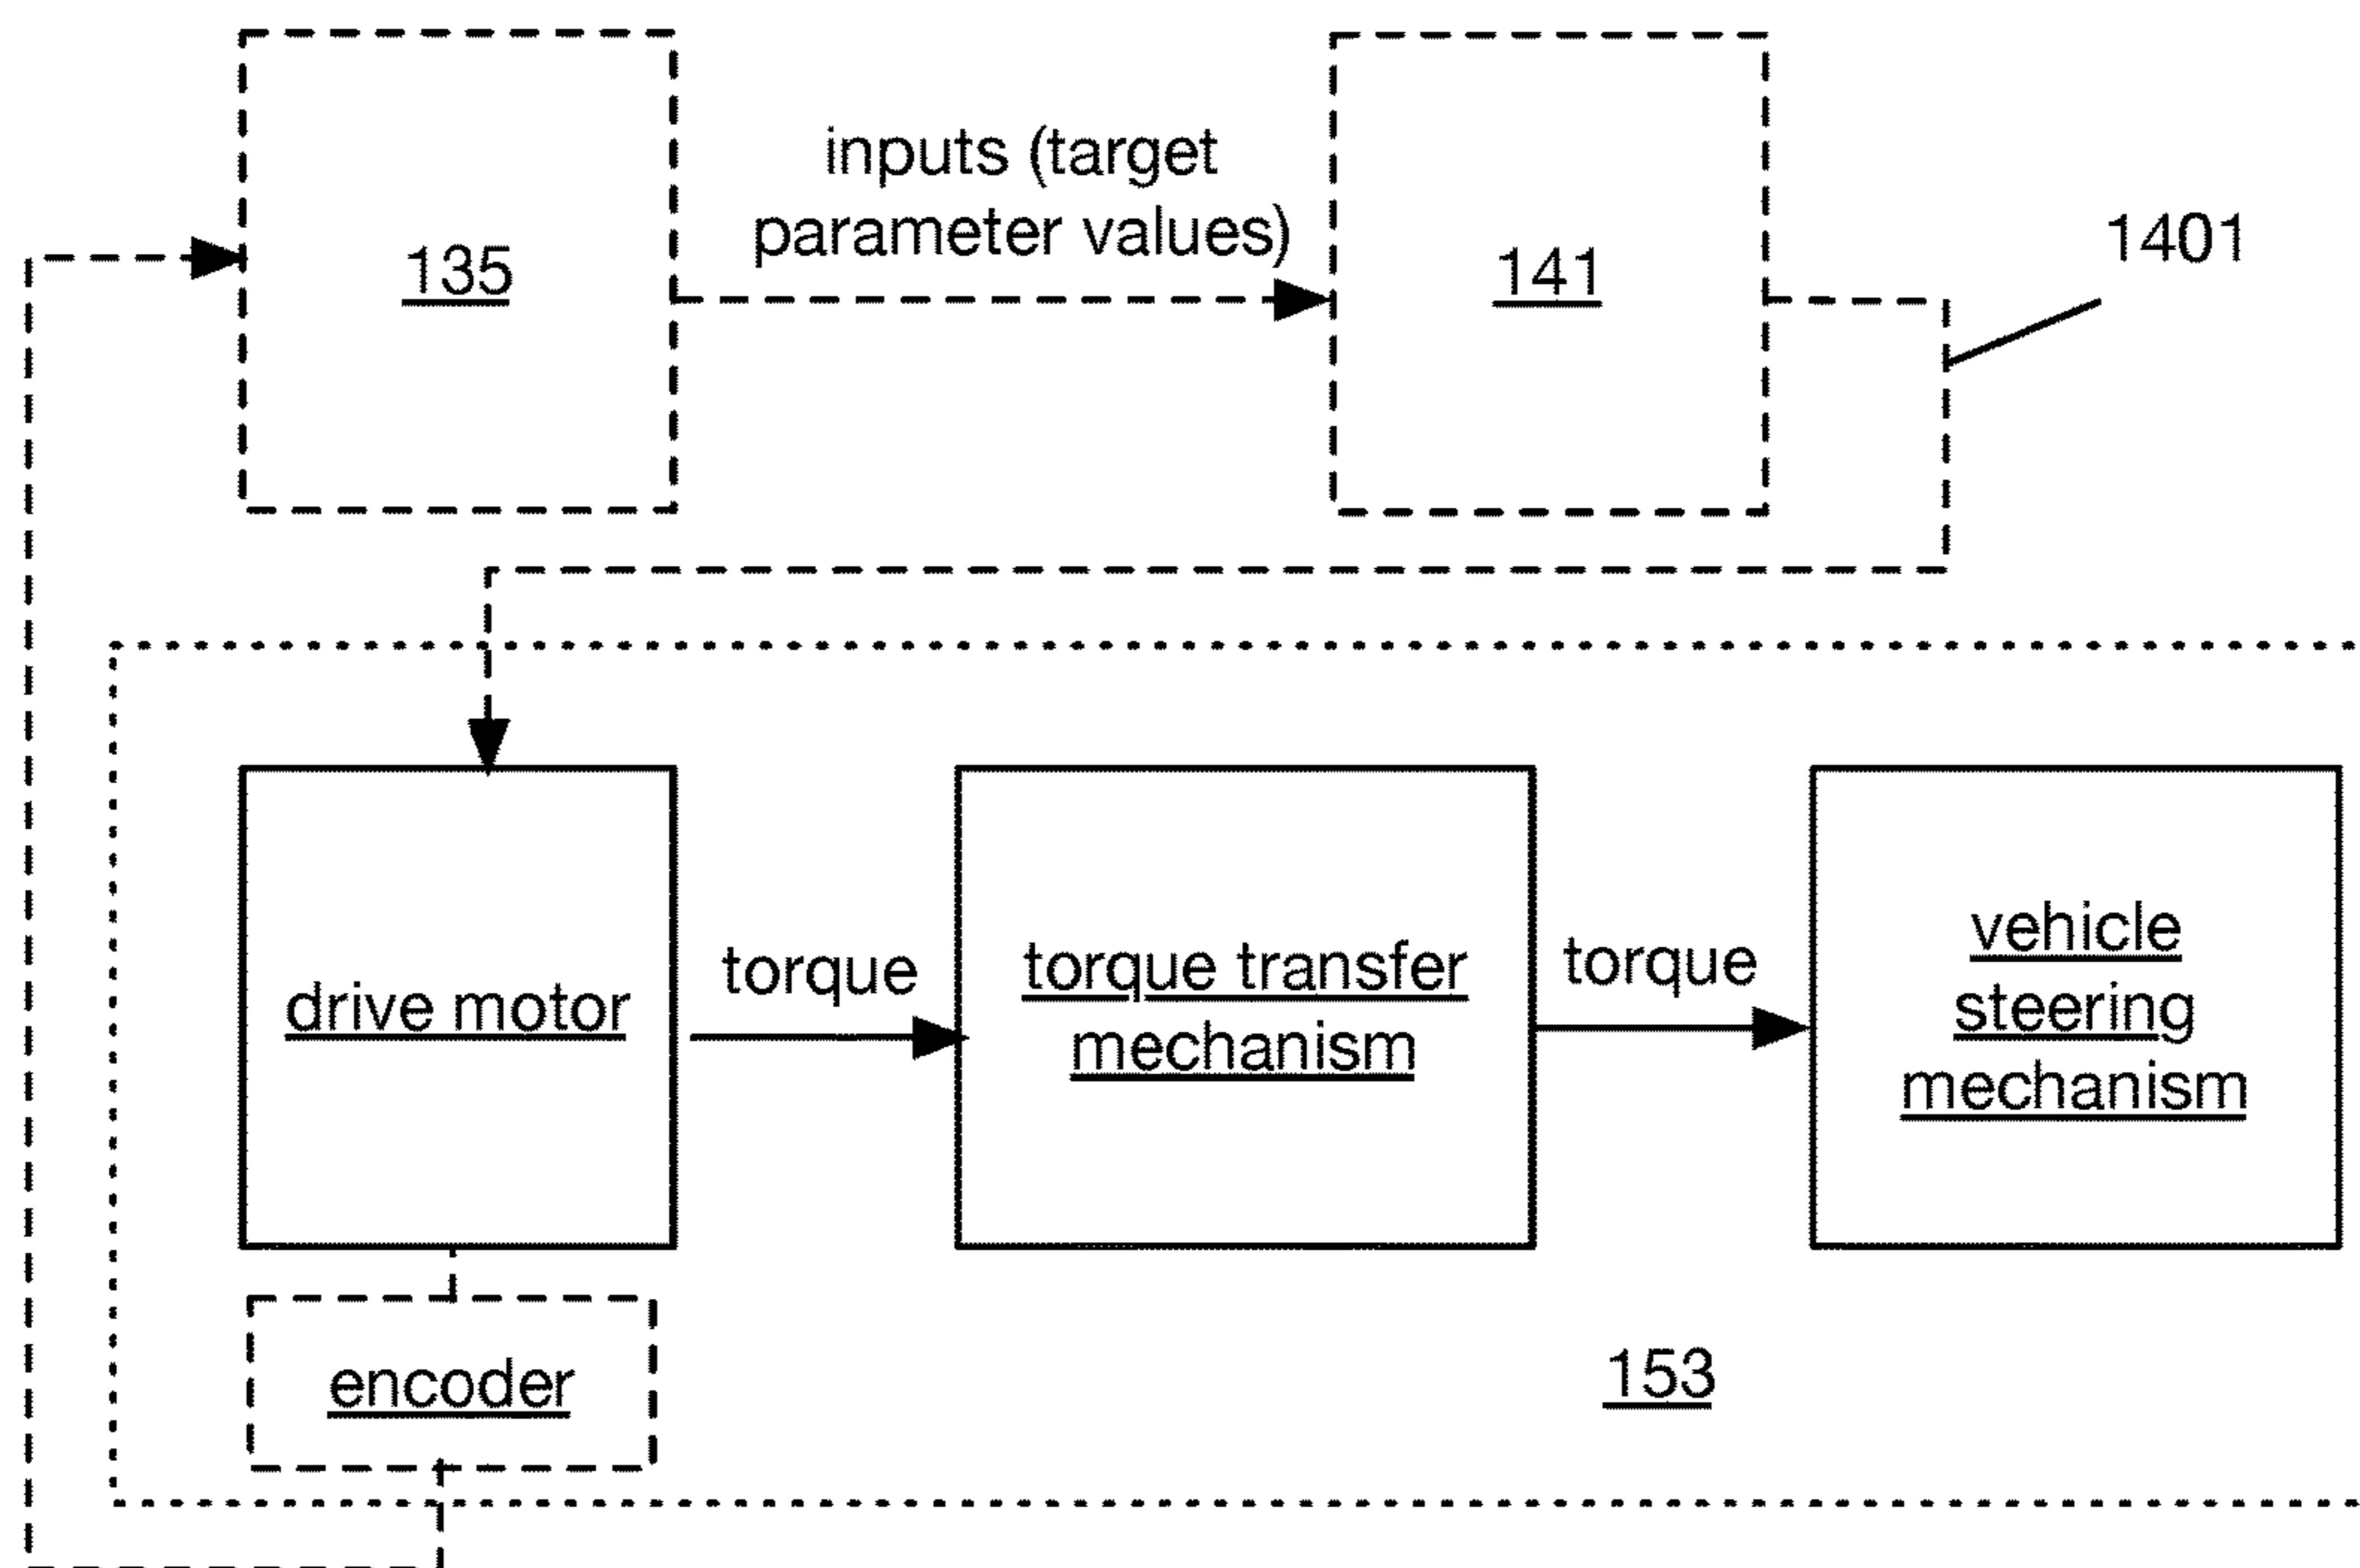 inputs (target
parameter values)
135
141
1401
drive motor
torque
torque transfer
mechanism
torque
vehicle
steering
mechanism
encoder
153